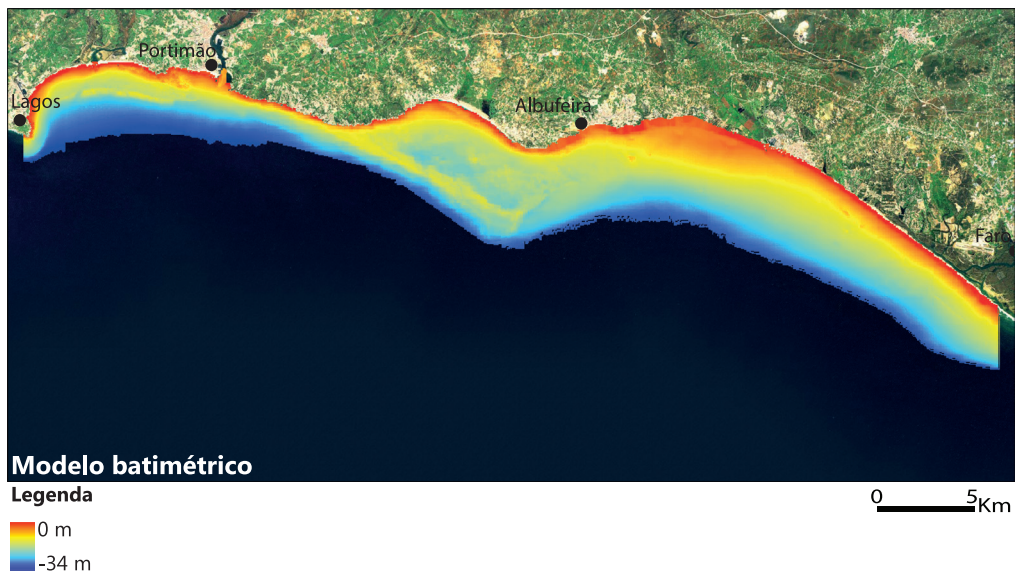 Portimão
Lagos
Albufeira
Faro
Modelo batimétrico
Legenda
0 m
-34 m
0 5 Km